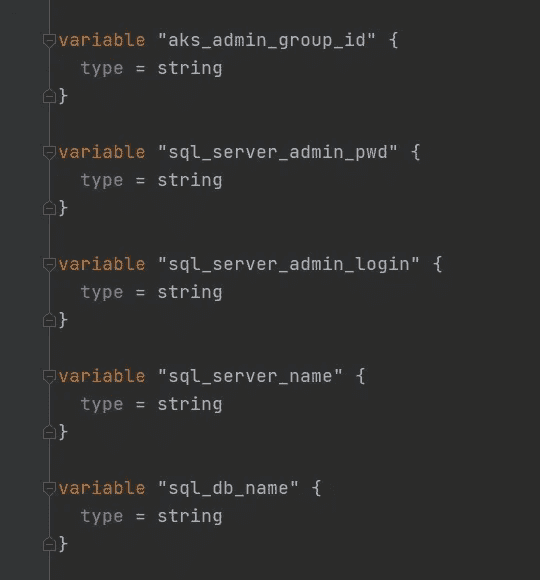 variable "aks_admin_group_id" {
  type = string
}
variable "sql_server_admin_pwd" {
  type = string
}
variable "sql_server_admin_login" {
  type = string
}
variable "sql_server_name" {
  type = string
}
variable "sql_db_name" {
  type = string
}